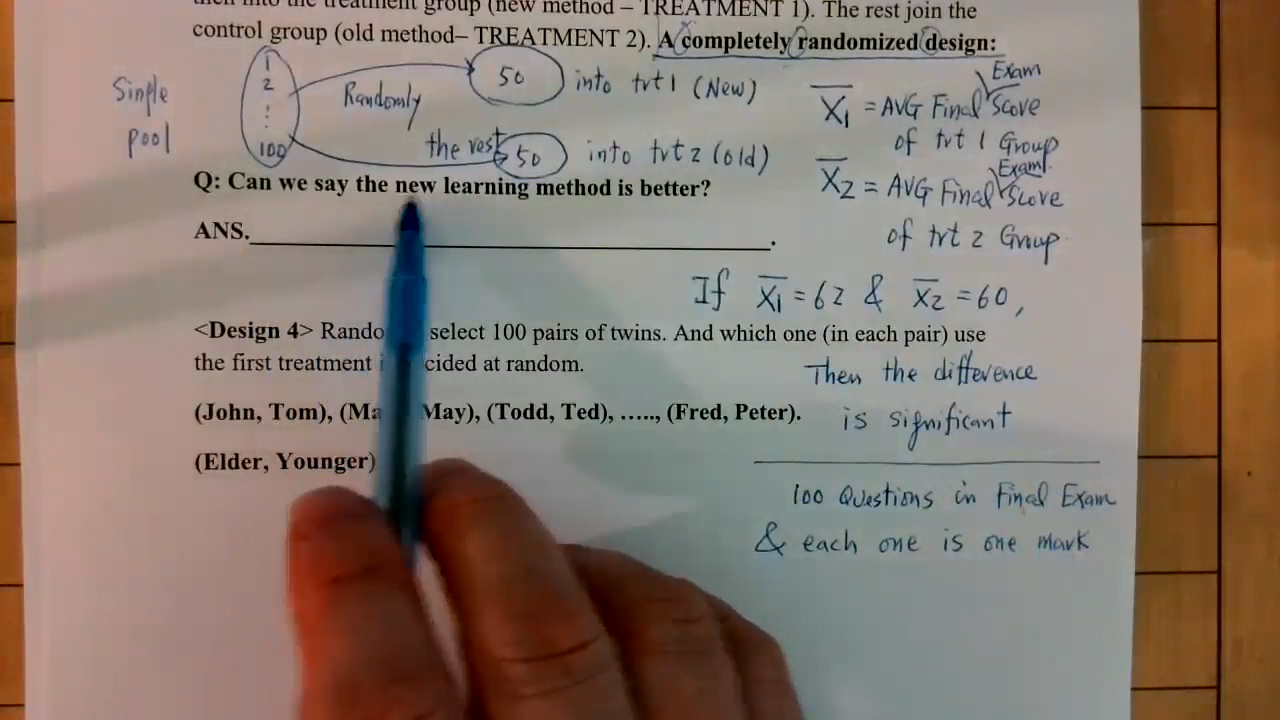 then into the treatment group (new method – TREATMENT 1). The rest join the
control group (old method– TREATMENT 2). A completely randomized design:
Single
pool
1
2
⋮
100
Randomly
50
into trt 1 (New)
the rest
50
into trt 2 (old)
X̄1 = AVG Final Exam Score
of trt 1 Group
X̄2 = AVG Final Exam Score
of trt 2 Group
Q: Can we say the new learning method is better?
ANS.___________________________.
If X̄1 = 62 & X̄2 = 60,
<Design 4> Rando select 100 pairs of twins. And which one (in each pair) use
the first treatment cided at random.
Then the difference
is significant
(John, Tom), (Ma May), (Todd, Ted), ….., (Fred, Peter).
(Elder, Younger)
100 Questions in Final Exam
& each one is one mark